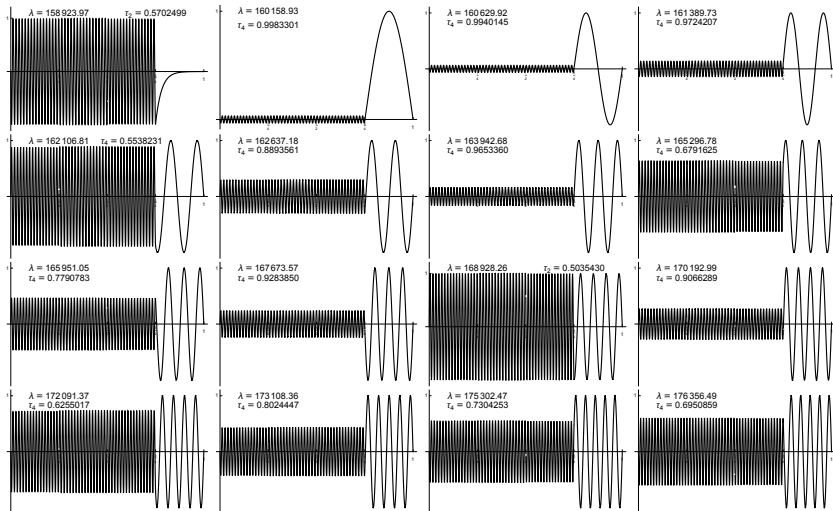 λ = 158 923.97 τ₂ = 0.5702499
λ = 160 158.93
τ₄ = 0.9983301
λ = 160 629.92
τ₄ = 0.9940145
λ = 161 389.73
τ₄ = 0.9724207
λ = 162 106.81 τ₄ = 0.5538231
λ = 162 637.18
τ₄ = 0.8893561
λ = 163 942.68
τ₄ = 0.9653360
λ = 165 296.78
τ₄ = 0.6791625
λ = 165 951.05
τ₄ = 0.7790783
λ = 167 673.57
τ₄ = 0.9283850
λ = 168 928.26 τ₂ = 0.5035430
λ = 170 192.99
τ₄ = 0.9066289
λ = 172 091.37
τ₄ = 0.6255017
λ = 173 108.36
τ₄ = 0.8024447
λ = 175 302.47
τ₄ = 0.7304253
λ = 176 356.49
τ₄ = 0.6950859